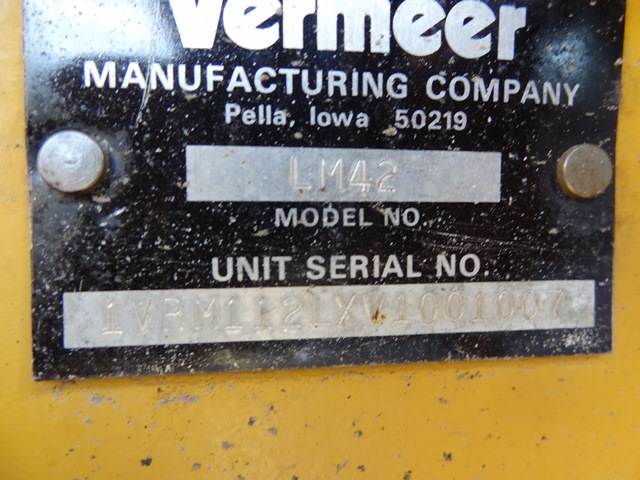 Vermeer
MANUFACTURING COMPANY
Pella, Iowa 50219
LM42
MODEL NO.
UNIT SERIAL NO.
1VRM112LXV1001007